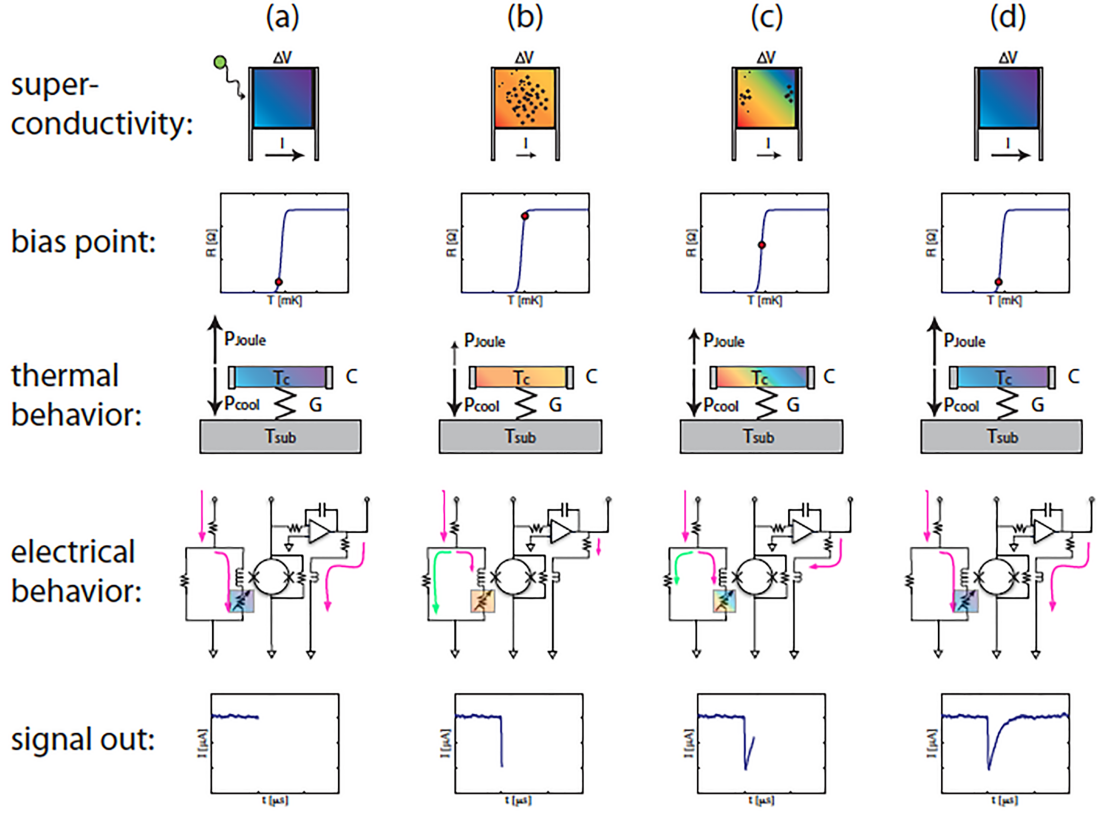 (a) (b) (c) (d)
super-
conductivity:
ΔV ΔV ΔV ΔV
I I I I
bias point:
R [Ω] R [Ω] R [Ω] R [Ω]
T [mK] T [mK] T [mK] T [mK]
thermal
behavior:
PJoule PJoule PJoule PJoule
Tc C Tc C Tc C Tc C
Pcool G Pcool G Pcool G Pcool G
Tsub Tsub Tsub Tsub
electrical
behavior:
signal out:
I [µA] I [µA] I [µA] I [µA]
t [µs] t [µs] t [µs] t [µs]